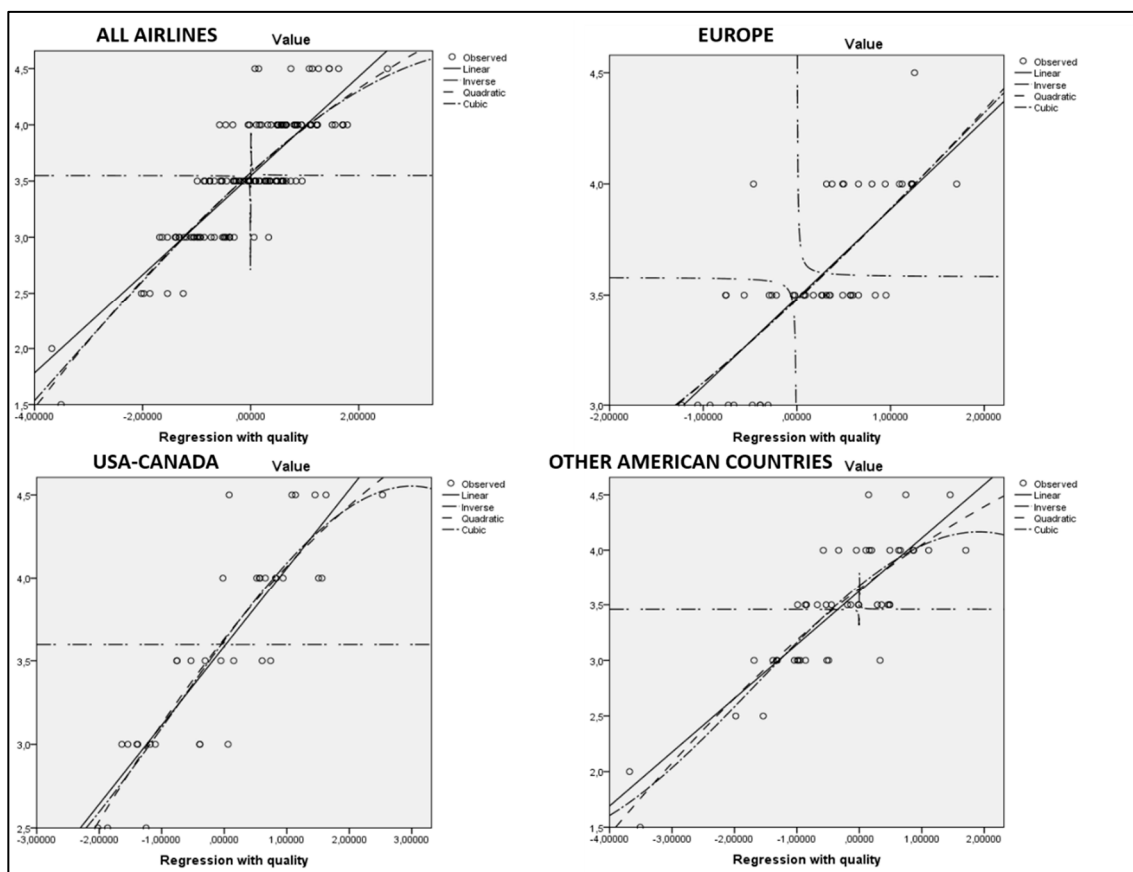 ALL AIRLINES
Value
4,5
4,0
3,5
3,0
2,5
2,0
1,5
-4,00000 -2,00000 ,00000 2,00000
Regression with quality
Observed
Linear
Inverse
Quadratic
Cubic
EUROPE
Value
4,5
4,0
3,5
3,0
-2,00000 -1,00000 ,00000 1,00000 2,00000
Regression with quality
Observed
Linear
Inverse
Quadratic
Cubic
USA-CANADA
Value
4,5
4,0
3,5
3,0
2,5
-3,00000 -2,00000 -1,00000 ,00000 1,00000 2,00000 3,00000
Regression with quality
Observed
Linear
Inverse
Quadratic
Cubic
OTHER AMERICAN COUNTRIES
Value
4,5
4,0
3,5
3,0
2,5
2,0
1,5
-4,00000 -3,00000 -2,00000 -1,00000 ,00000 1,00000 2,00000
Regression with quality
Observed
Linear
Inverse
Quadratic
Cubic